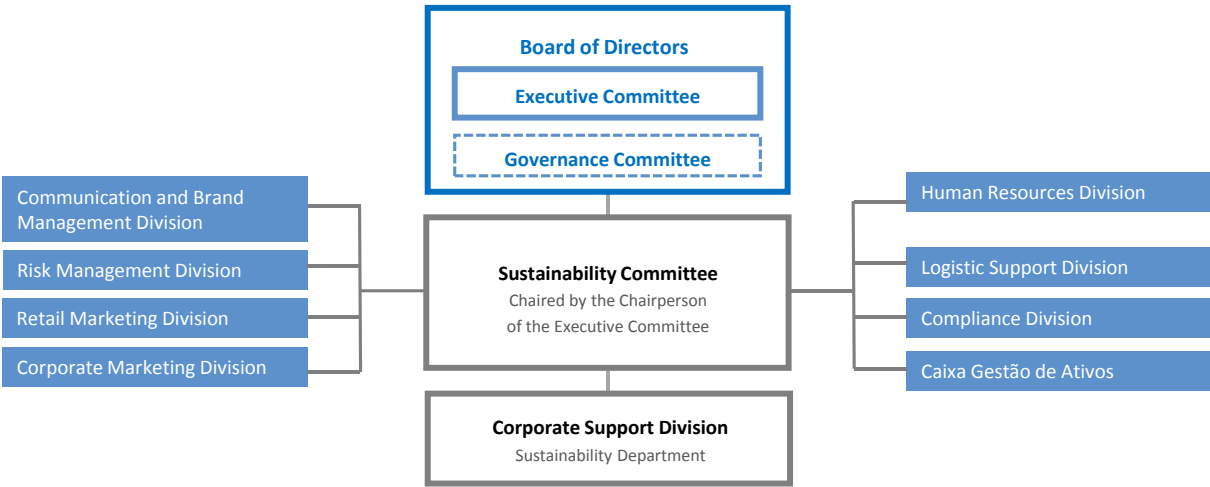 Board of Directors
Executive Committee
Governance Committee
Communication and Brand
Management Division
Risk Management Division
Retail Marketing Division
Corporate Marketing Division
Sustainability Committee
Chaired by the Chairperson
of the Executive Committee
Human Resources Division
Logistic Support Division
Compliance Division
Caixa Gestão de Ativos
Corporate Support Division
Sustainability Department